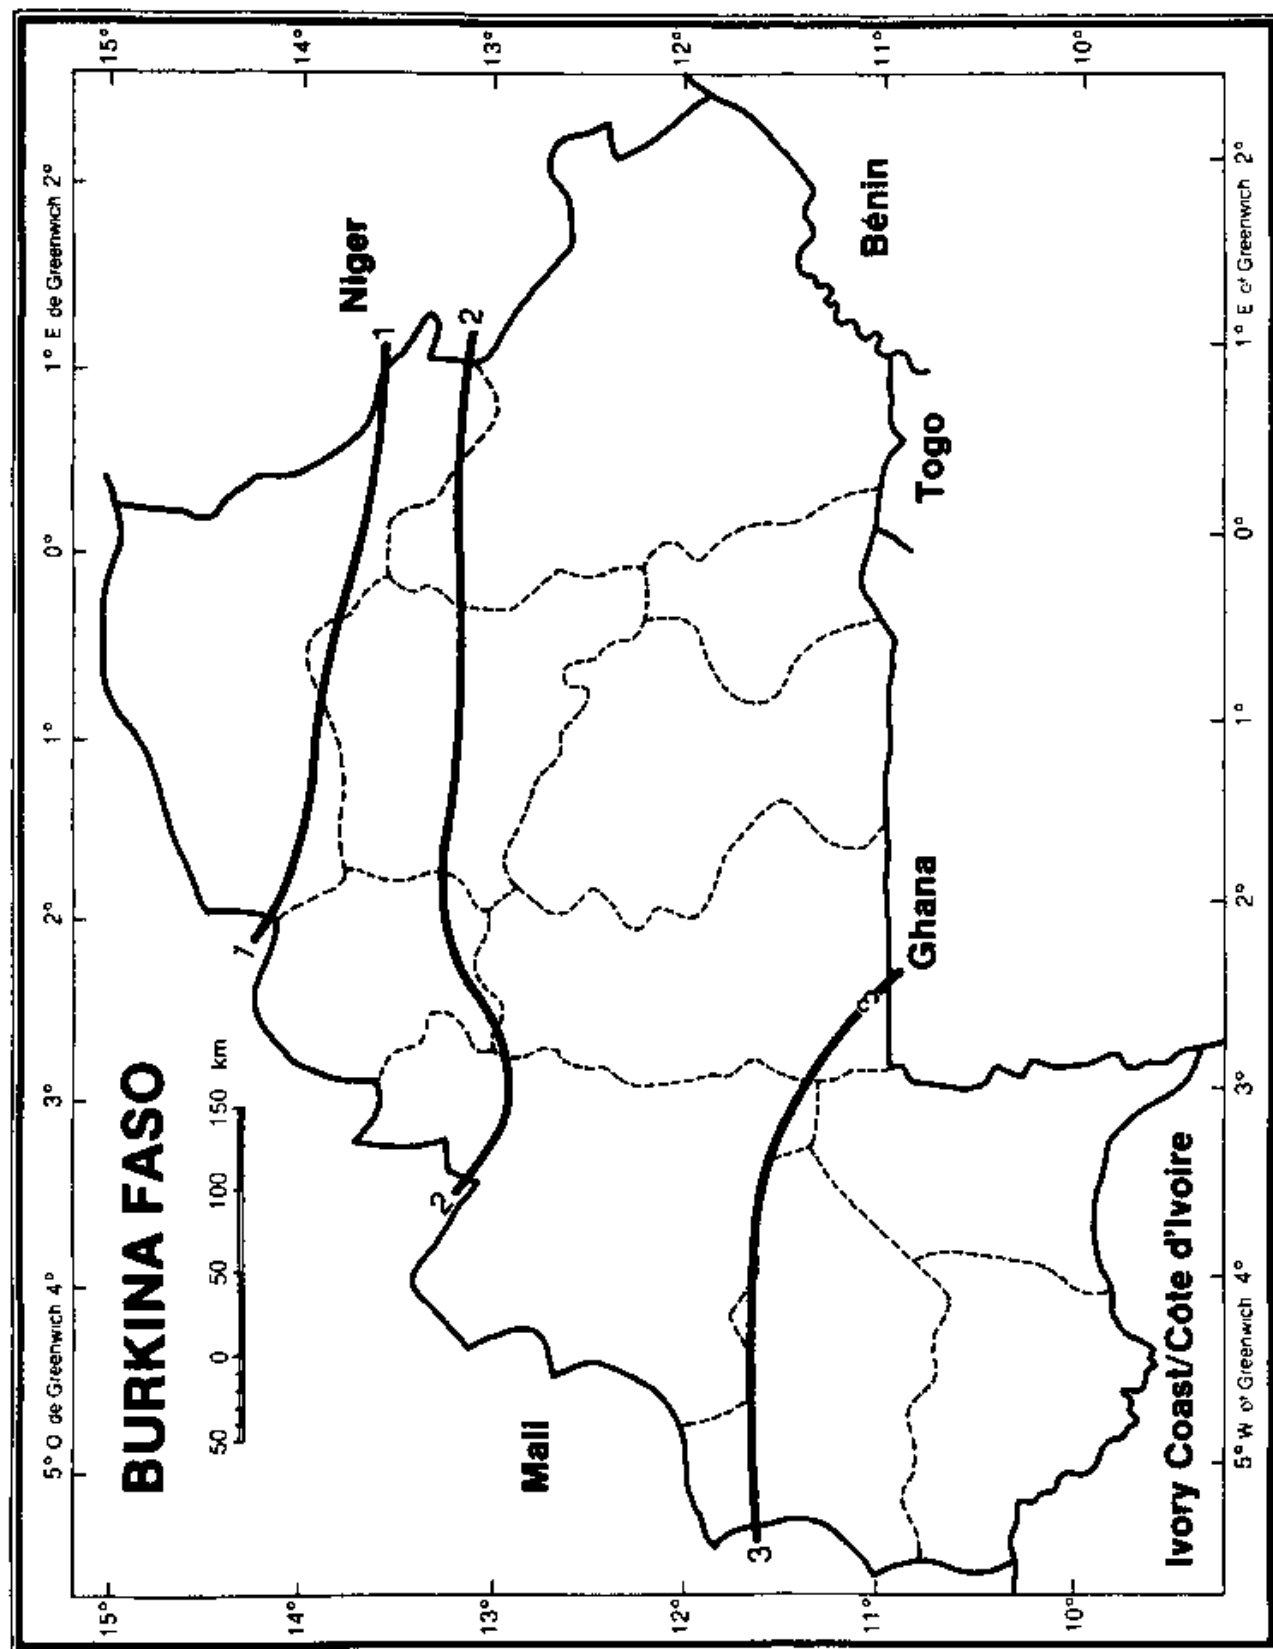 5° O de Greenwich 4° 3° 2° 1° 0° 1° E de Greenwich 2°
15° 15°
BURKINA FASO
50 0 50 100 150 km
1
14° 14°
Niger
1
2
2
13° 13°
Mali
12° 12°
3
3
11° 11°
Bénin
Ghana
Togo
10° 10°
Ivory Coast/Côte d'Ivoire
5° W of Greenwich 4° 3° 2° 1° 0° 1° E of Greenwich 2°